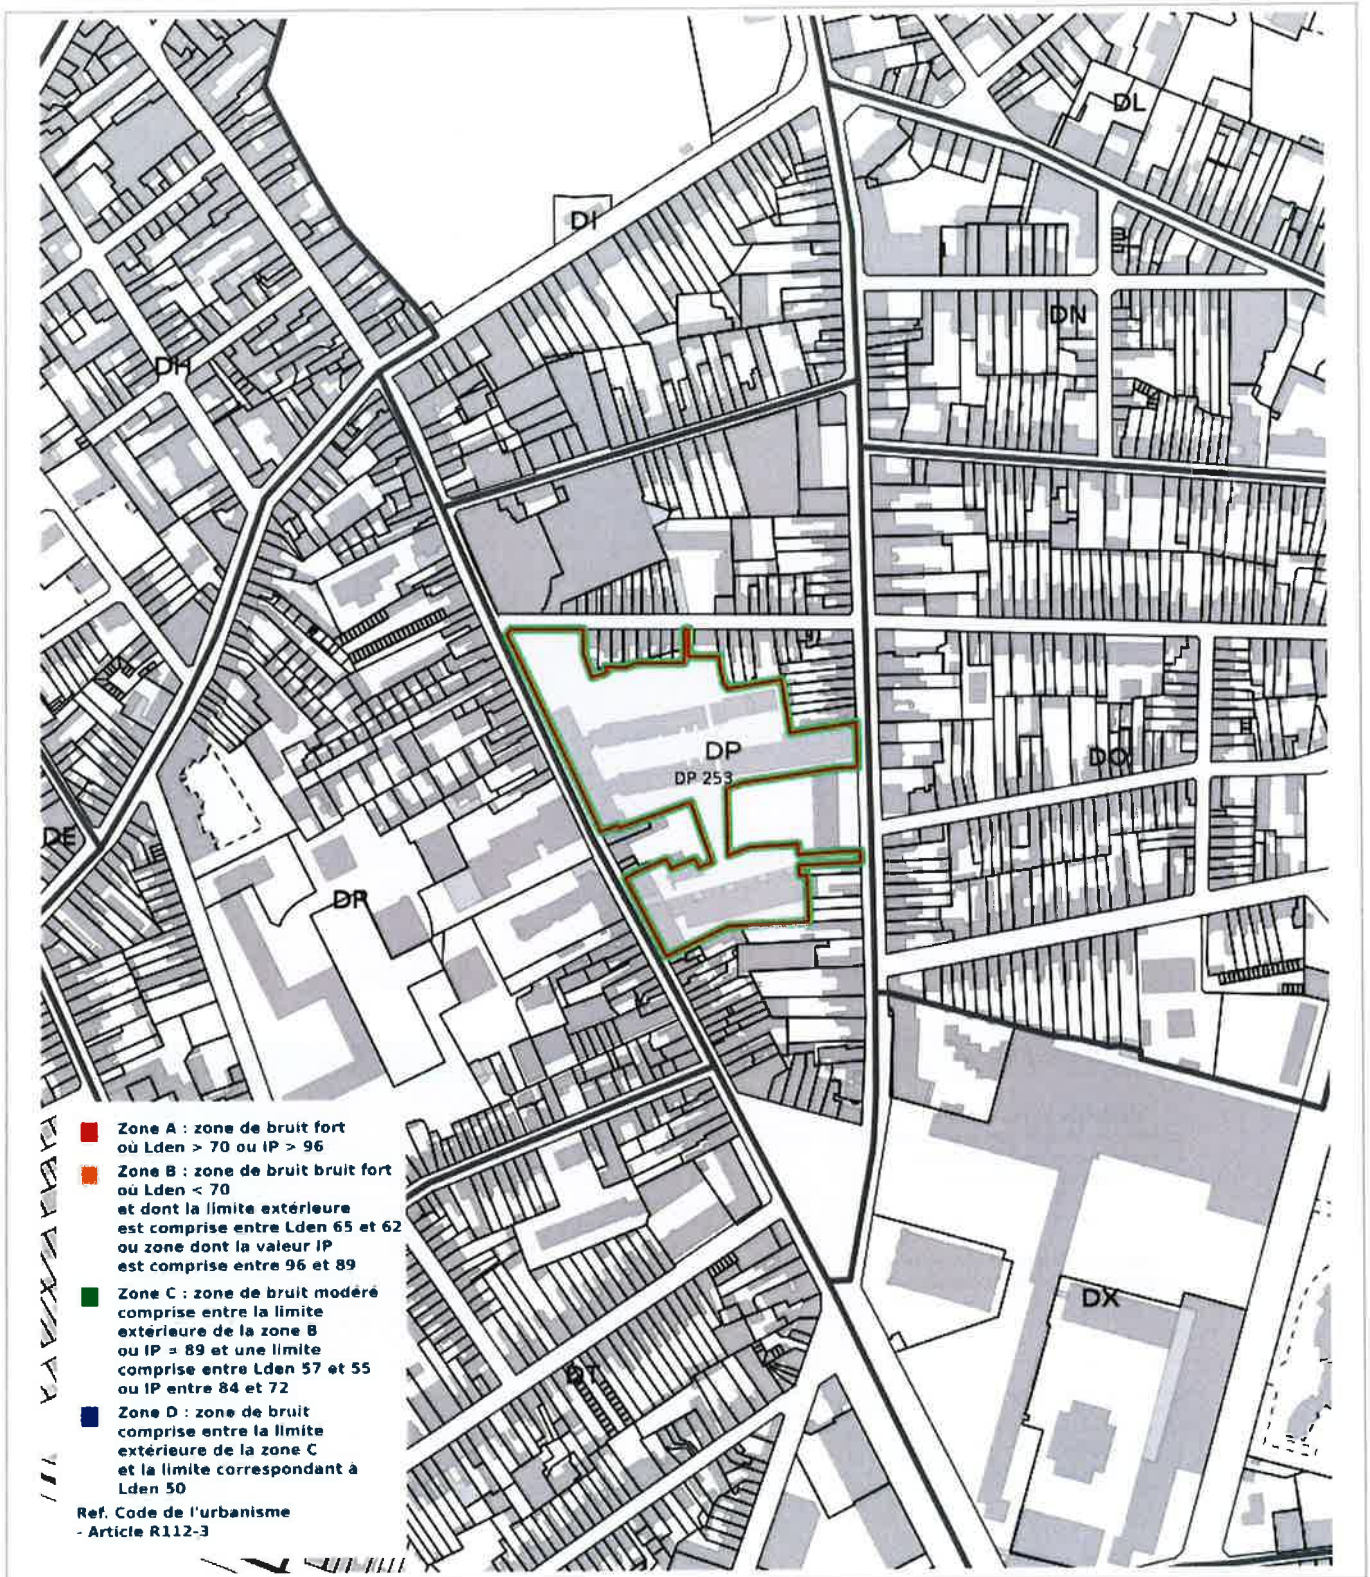 DL
DI
DN
DH
DP
DP 253
DO
DE
DR
Zone A : zone de bruit fort
où Lden > 70 ou IP > 96
Zone B : zone de bruit bruit fort
où Lden < 70
et dont la limite extérieure
est comprise entre Lden 65 et 62
ou zone dont la valeur IP
est comprise entre 96 et 89
Zone C : zone de bruit modéré
comprise entre la limite
extérieure de la zone B
ou IP = 89 et une limite
comprise entre Lden 57 et 55
ou IP entre 84 et 72
Zone D : zone de bruit
comprise entre la limite
extérieure de la zone C
et la limite correspondant à
Lden 50
Ref. Code de l'urbanisme
- Article R112-3
DX
DT